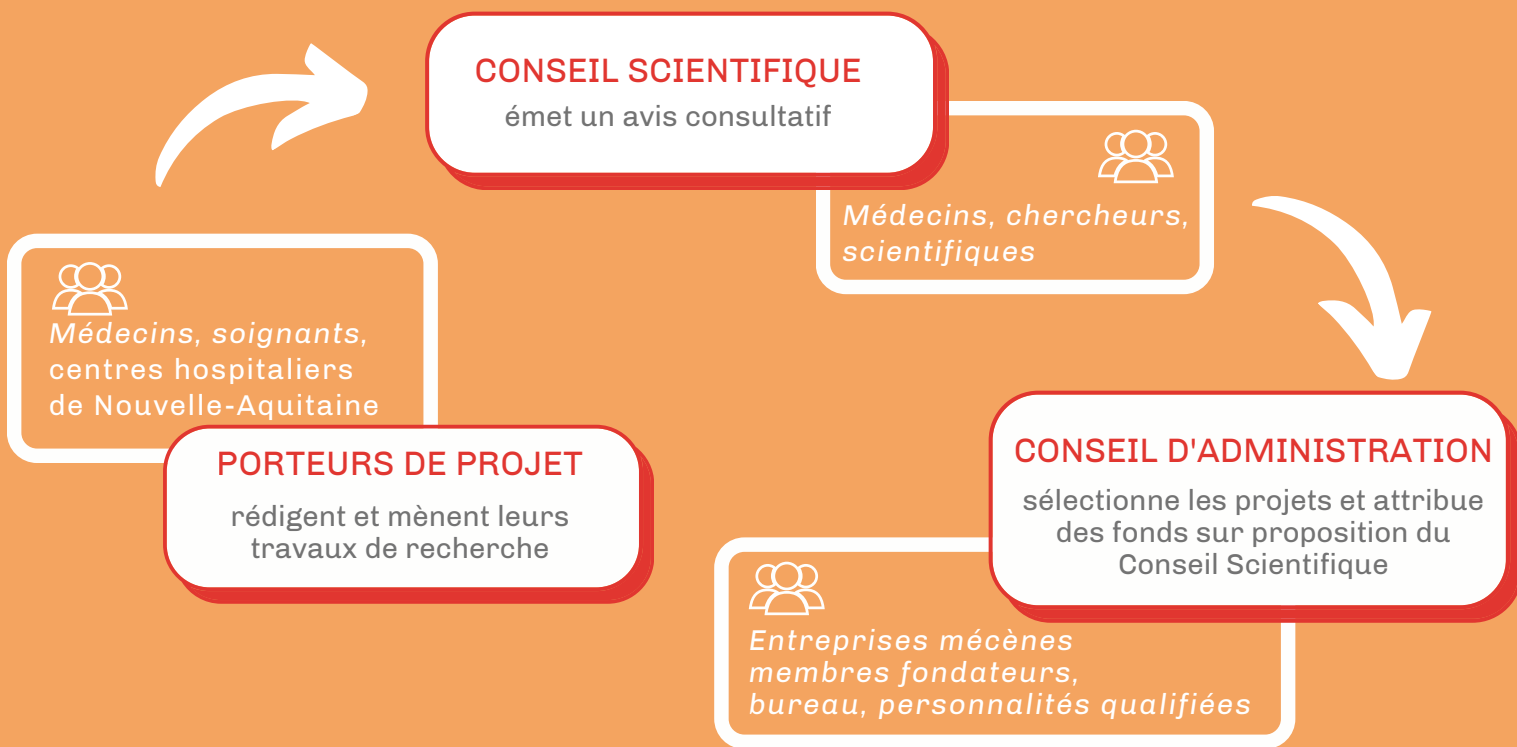 CONSEIL SCIENTIFIQUE
émet un avis consultatif
Médecins, chercheurs,
scientifiques
Médecins, soignants,
centres hospitaliers
de Nouvelle-Aquitaine
PORTEURS DE PROJET
rédigent et mènent leurs
travaux de recherche
CONSEIL D'ADMINISTRATION
sélectionne les projets et attribue
des fonds sur proposition du
Conseil Scientifique
Entreprises mécènes
membres fondateurs,
bureau, personnalités qualifiées